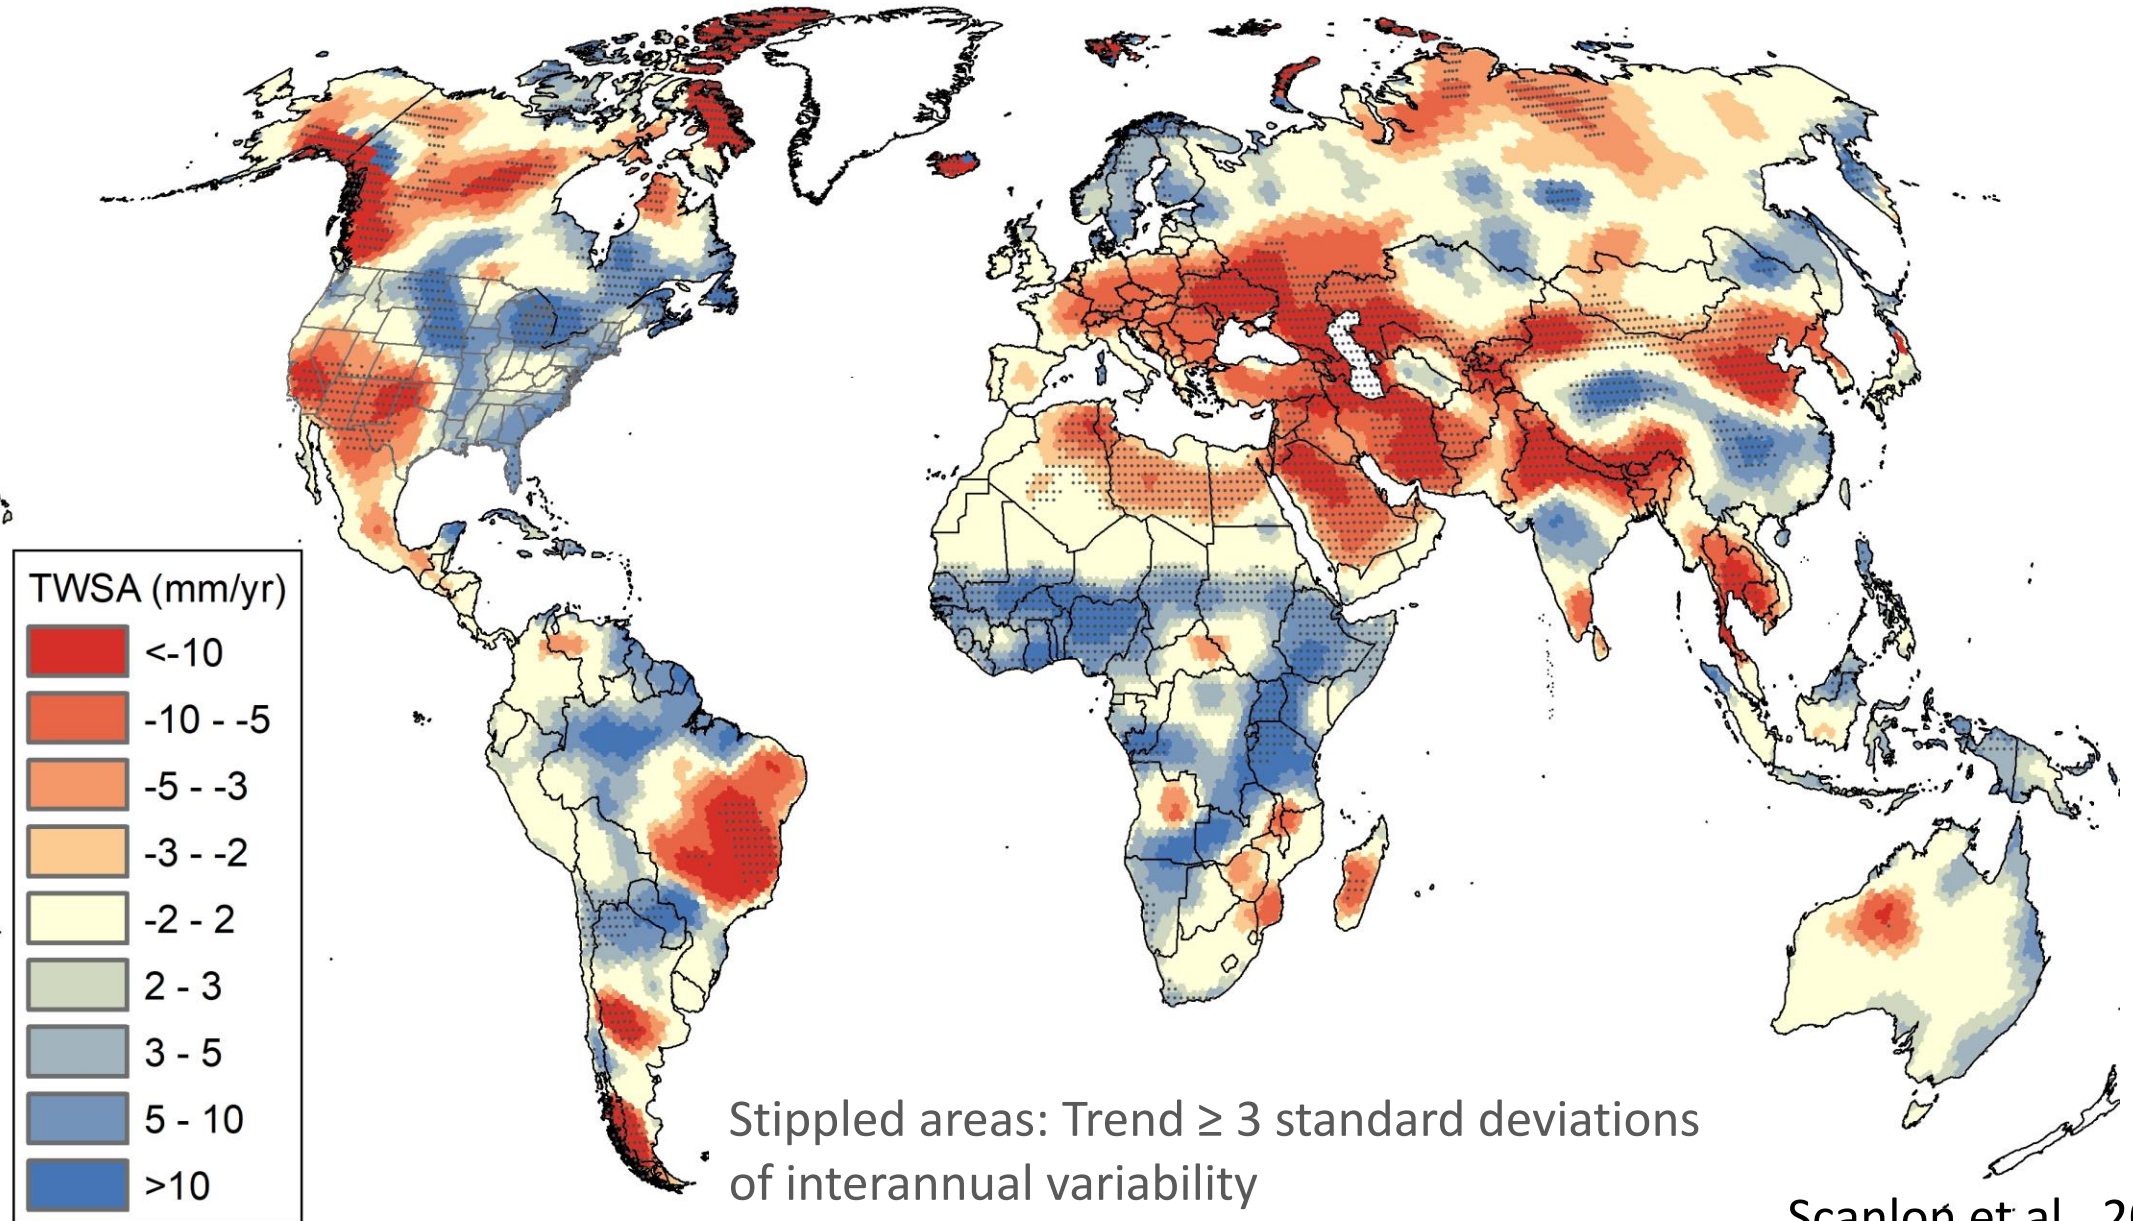 TWSA (mm/yr)
<-10
-10 - -5
-5 - -3
-3 - -2
-2 - 2
2 - 3
3 - 5
5 - 10
>10
Stippled areas: Trend ≥ 3 standard deviations
of interannual variability
Scanlon et al.,